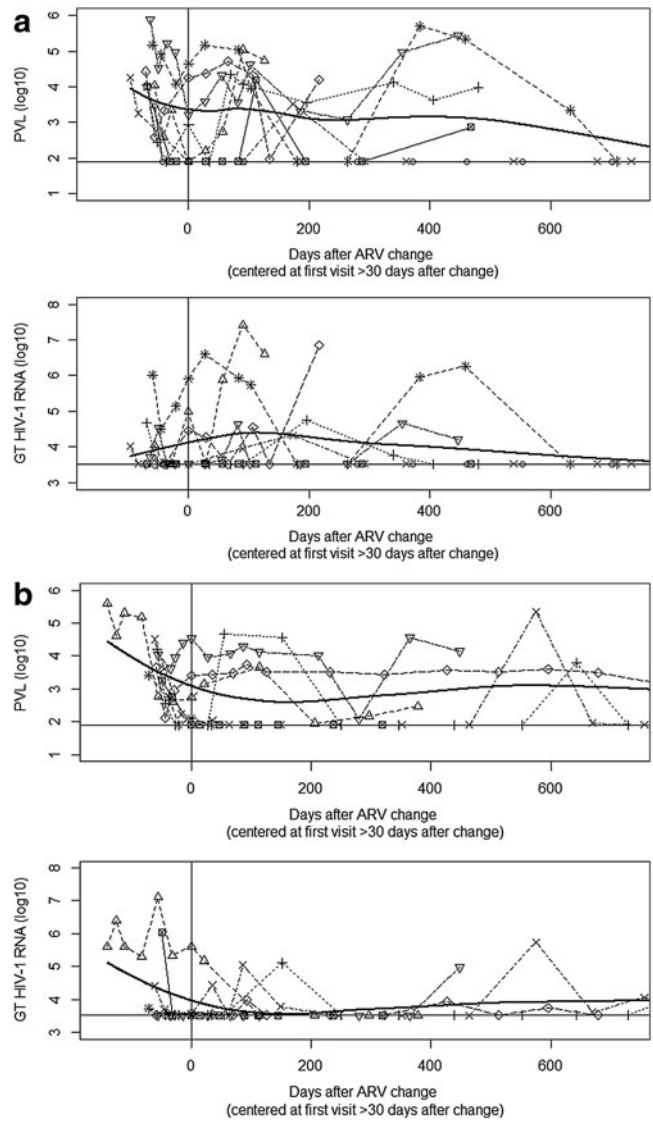 a
PVL (log10)
6
5
4
3
2
1
0 200 400 600
Days after ARV change
(centered at first visit >30 days after change)
GT HIV-1 RNA (log10)
8
7
6
5
4
3
0 200 400 600
Days after ARV change
(centered at first visit >30 days after change)
b
PVL (log10)
6
5
4
3
2
1
0 200 400 600
Days after ARV change
(centered at first visit >30 days after change)
GT HIV-1 RNA (log10)
8
7
6
5
4
3
0 200 400 600
Days after ARV change
(centered at first visit >30 days after change)